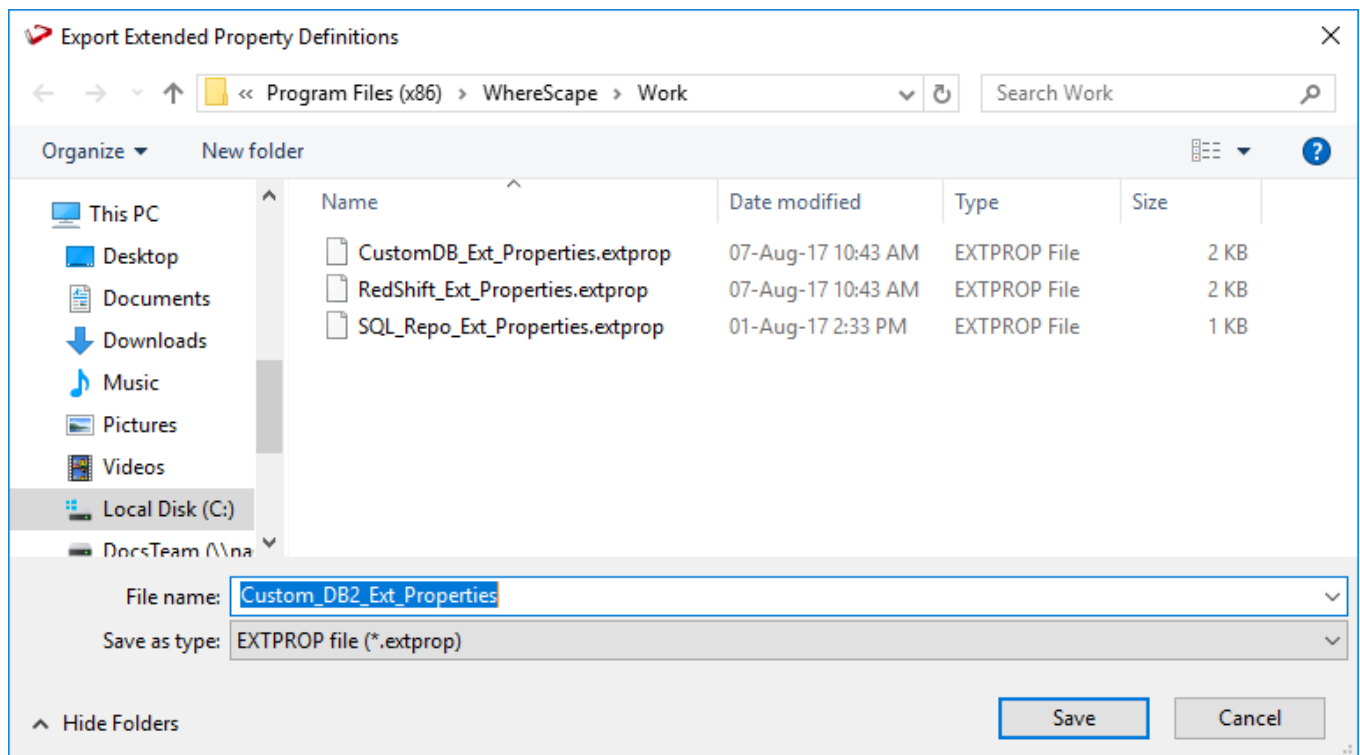 Export Extended Property Definitions
« Program Files (x86) › WhereScape › Work
Search Work
Organize
New folder
?
This PC
Desktop
Documents
Downloads
Music
Pictures
Videos
Local Disk (C:)
DocsTeam (\\na
Name Date modified Type Size
CustomDB_Ext_Properties.extprop 07-Aug-17 10:43 AM EXTPROP File 2 KB
RedShift_Ext_Properties.extprop 07-Aug-17 10:43 AM EXTPROP File 2 KB
SQL_Repo_Ext_Properties.extprop 01-Aug-17 2:33 PM EXTPROP File 1 KB
File name: Custom_DB2_Ext_Properties
Save as type: EXTPROP file (*.extprop)
Hide Folders
Save
Cancel